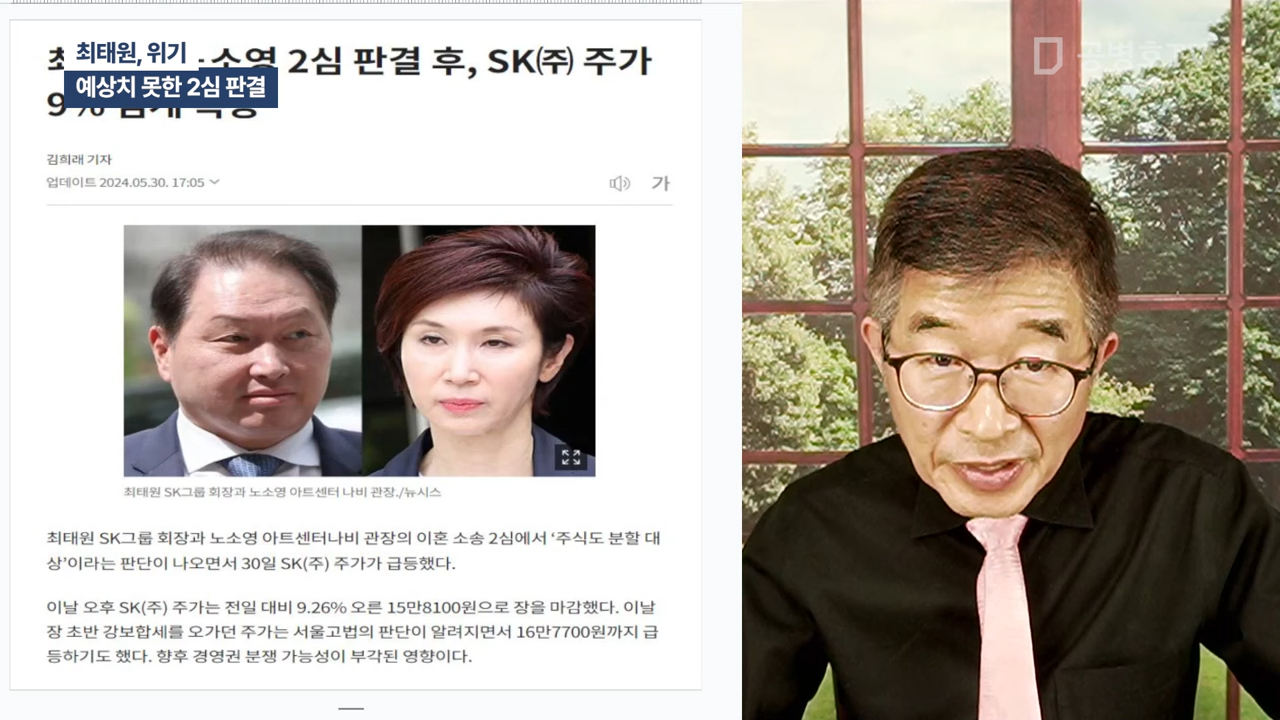 최태원, 위기
예상치 못한 2심 판결
노소영 2심 판결 후, SK㈜ 주가
9%
김희래 기자
업데이트 2024.05.30. 17:05
가
최태원 SK그룹 회장과 노소영 아트센터 나비 관장./뉴시스
최태원 SK그룹 회장과 노소영 아트센터나비 관장의 이혼 소송 2심에서 ‘주식도 분할 대
상’이라는 판단이 나오면서 30일 SK(주) 주가가 급등했다.
이날 오후 SK(주) 주가는 전일 대비 9.26% 오른 15만8100원으로 장을 마감했다. 이날
장 초반 강보합세를 오가던 주가는 서울고법의 판단이 알려지면서 16만7700원까지 급
등하기도 했다. 향후 경영권 분쟁 가능성이 부각된 영향이다.
공병호